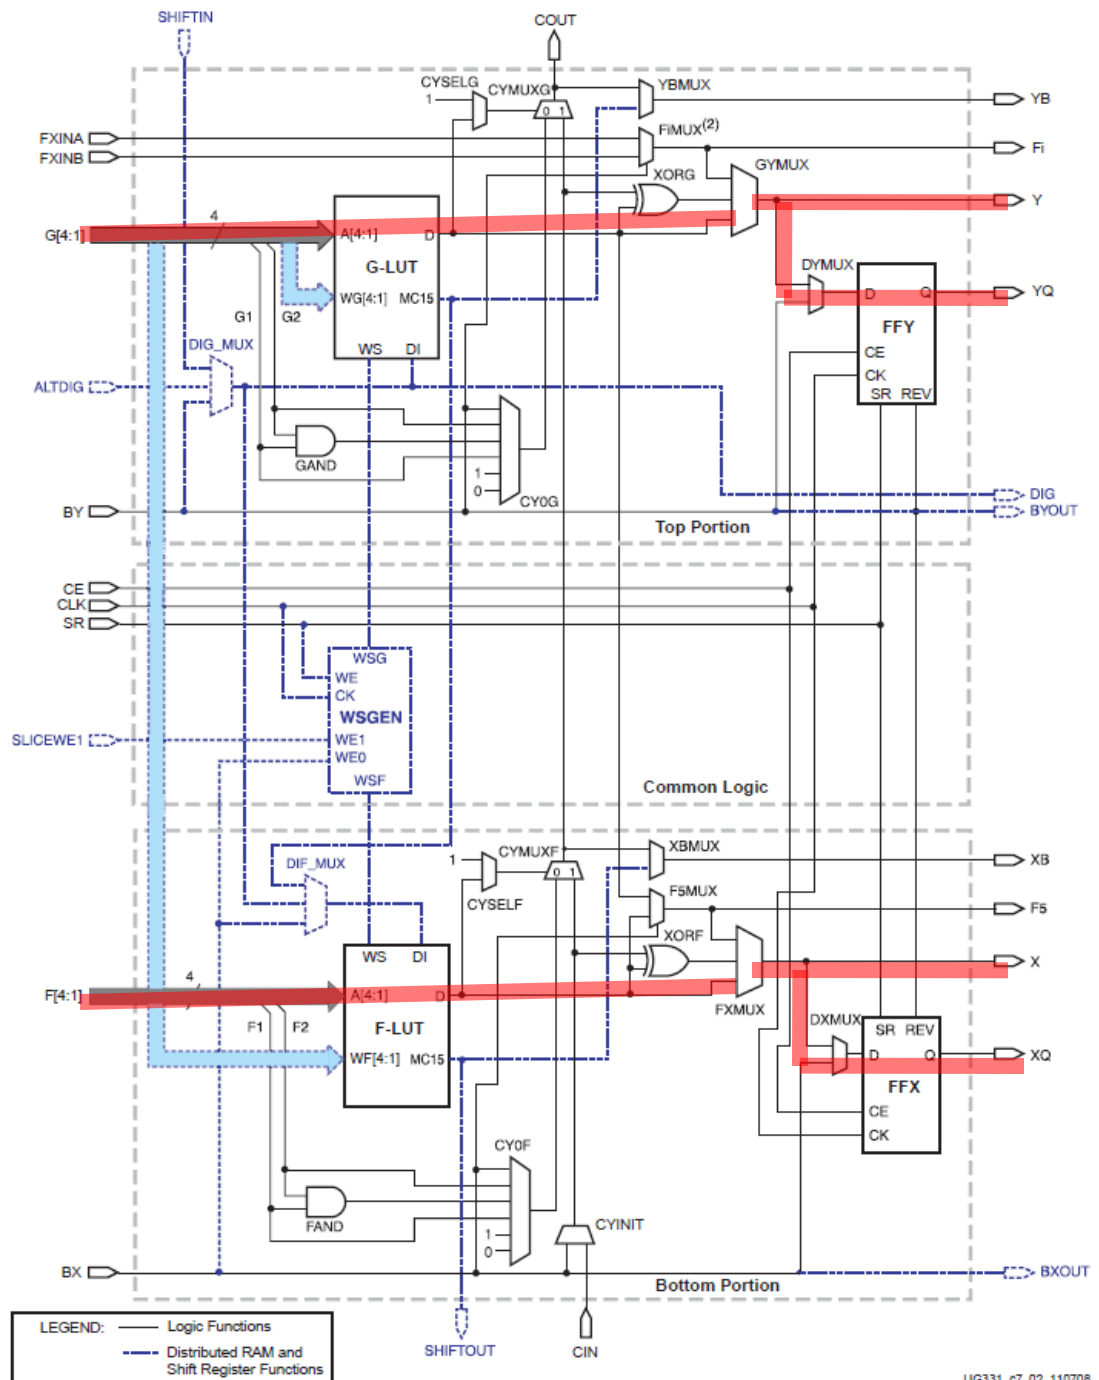 SHIFTIN
COUT
CYSELG
CYMUXG
YBMUX
1
0 1
YB
FXINA
FXINB
FiMUX(2)
Fi
GYMUX
XORG
4
Y
G[4:1]
A[4:1]
D
G-LUT
DYMUX
WG[4:1]
MC15
D
Q
YQ
G1
G2
FFY
DIG_MUX
WS
DI
CE
CK
ALTDIG
SR
REV
GAND
1
0
CY0G
DIG
BY
BYOUT
Top Portion
CE
CLK
SR
WSG
WE
CK
WSGEN
SLICEWE1
WE1
WE0
WSF
Common Logic
CYMUXF
XBMUX
1
DIF_MUX
0 1
XB
CYSELF
F5MUX
F5
XORF
WS
DI
X
4
F[4:1]
A[4:1]
D
FXMUX
F1
F2
F-LUT
DXMUX
SR
REV
WF[4:1]
MC15
D
Q
XQ
FFX
CE
CK
CY0F
FAND
1
0
CYINIT
BX
BXOUT
Bottom Portion
LEGEND:
Logic Functions
Distributed RAM and
Shift Register Functions
SHIFTOUT
CIN
UG331_c7_02_110708